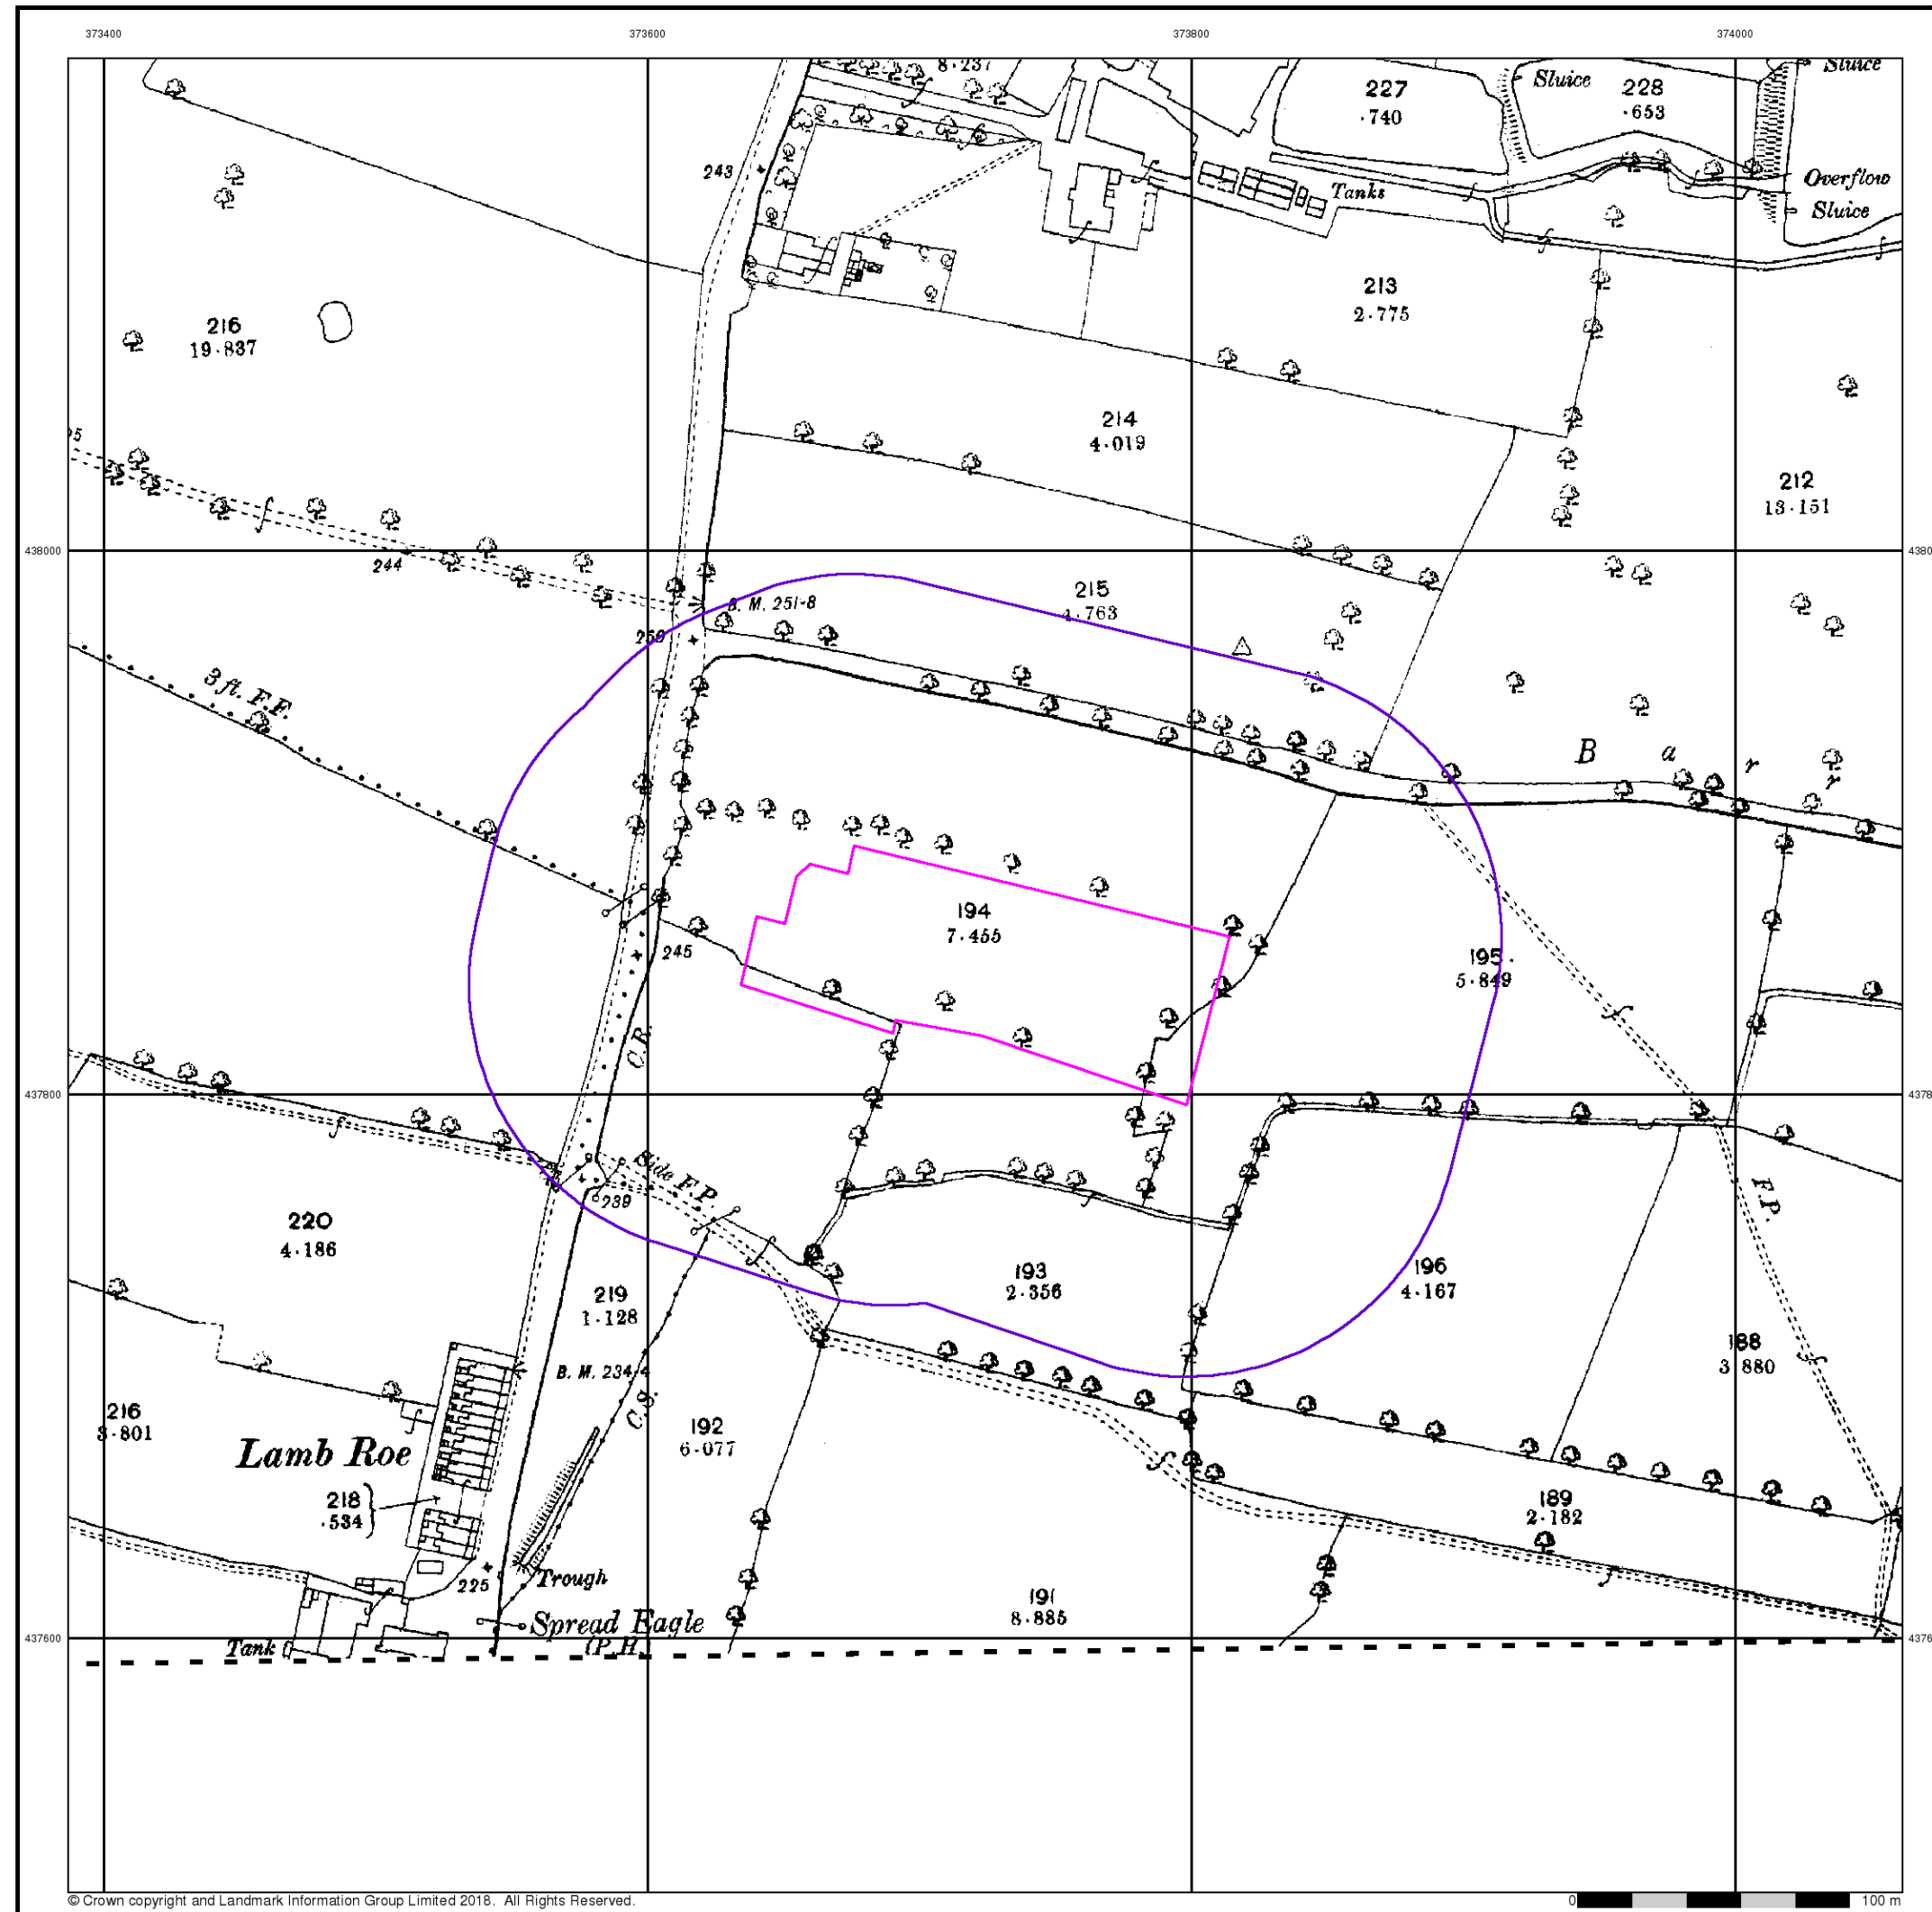 373400 373600 373800 374000
8·237
227
·740
Sluice
228
·653
Sluice
243
Tanks
Overflow
Sluice
213
2·775
216
19·837
214
4·019
212
13·151
438000
244
B. M. 251·8
215
4·763
3 ft. F.F.
B a r r
194
7·455
245
195
5·849
C.R.
437800
Side F.P.
239
F.P.
220
4·186
219
1·128
193
2·356
196
4·167
188
3·880
B. M. 234·4
C.S.
216
3·801
Lamb Roe
192
6·077
218
·534
189
2·182
225
Trough
191
8·885
Spread Eagle
(P.H.
Tank
437600
© Crown copyright and Landmark Information Group Limited 2018. All Rights Reserved.
0 100 m